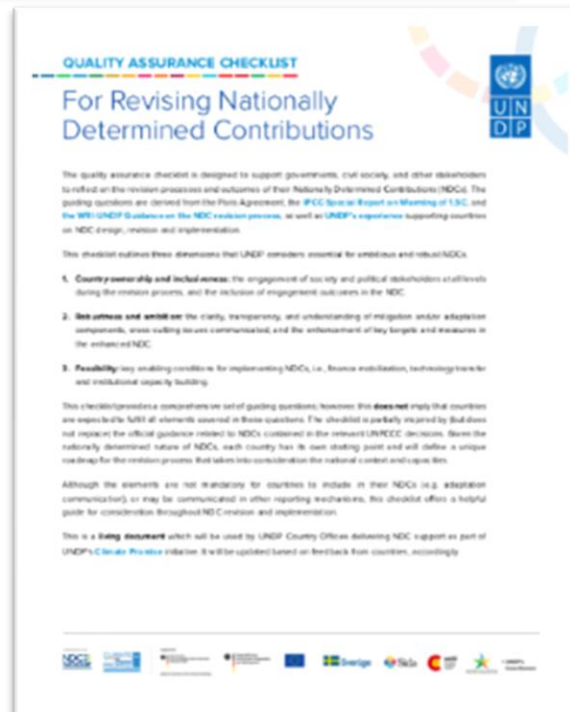 QUALITY ASSURANCE CHECKLIST
For Revising Nationally
Determined Contributions
UN
DP
The quality assurance checklist is designed to support governments, civil society, and other stakeholders
to reflect on the revision processes and outcomes of their Nationally Determined Contributions (NDCs). The
guiding questions are derived from the Paris Agreement, the IPCC Special Report on Warming of 1.5C, and
the WRI-UNDP Guidance on the NDC revision process, as well as UNDP's experience supporting countries
on NDC design, revision and implementation.
This checklist outlines three dimensions that UNDP considers essential for ambitious and robust NDCs.
1. Country ownership and inclusiveness: the engagement of society and political stakeholders at all levels
during the revision process, and the inclusion of engagement outcomes in the NDC.
2. Robustness and ambition: the clarity, transparency, and understanding of mitigation and/or adaptation
components, cross-cutting issues communicated, and the enhancement of key targets and measures in
the enhanced NDC.
3. Feasibility: key enabling conditions for implementing NDCs, i.e., finance mobilization, technology transfer
and institutional capacity building.
This checklist provides a comprehensive set of guiding questions; however this does not imply that countries
are expected to fulfill all elements covered in these questions. The checklist is partially inspired by (but does
not replace) the official guidance related to NDCs contained in the relevant UNFCCC decisions. Given the
nationally determined nature of NDCs, each country has its own starting point and will define a unique
roadmap for the revision process that takes into consideration the national context and capacities.
Although the elements are not mandatory for countries to include in their NDCs (e.g. adaptation
communication), or may be communicated in other reporting mechanisms, this checklist offers a helpful
guide for consideration throughout NDC revision and implementation.
This is a living document which will be used by UNDP Country Offices delivering NDC support as part of
UNDP's Climate Promise initiative. It will be updated based on feedback from countries, accordingly.
NDC
Sverige
Sida